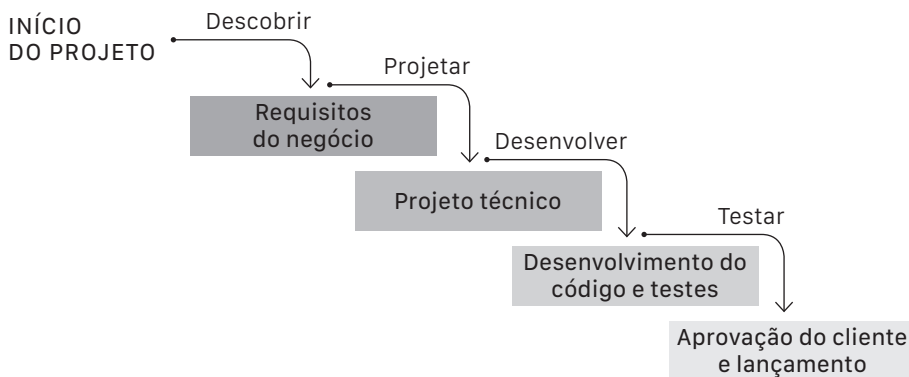 INÍCIO
DO PROJETO
Descobrir
Projetar
Requisitos
do negócio
Desenvolver
Projeto técnico
Testar
Desenvolvimento do
código e testes
Aprovação do cliente
e lançamento